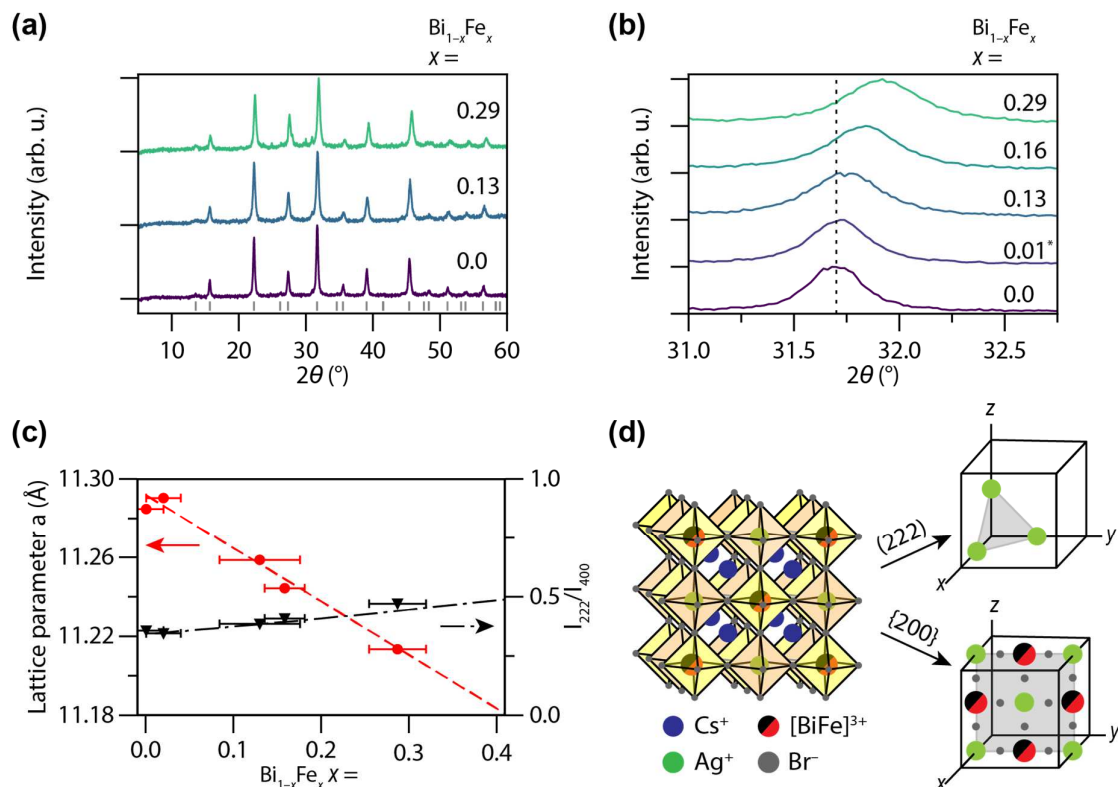 (a)
Bi1–xFex
x =
0.29
0.13
0.0
Intensity (arb. u.)
10 20 30 40 50 60
2θ (°)
(b)
Bi1–xFex
x =
0.29
0.16
0.13
0.01*
0.0
Intensity (arb. u.)
31.0 31.5 32.0 32.5
2θ (°)
(c)
11.30
11.26
11.22
11.18
Lattice parameter a (Å)
1.0
0.5
0.0
I222/I400
0.0 0.1 0.2 0.3 0.4
Bi1–xFex x =
(d)
(222)
z
y
x
{200}
z
y
x
Cs+
[BiFe]3+
Ag+
Br–